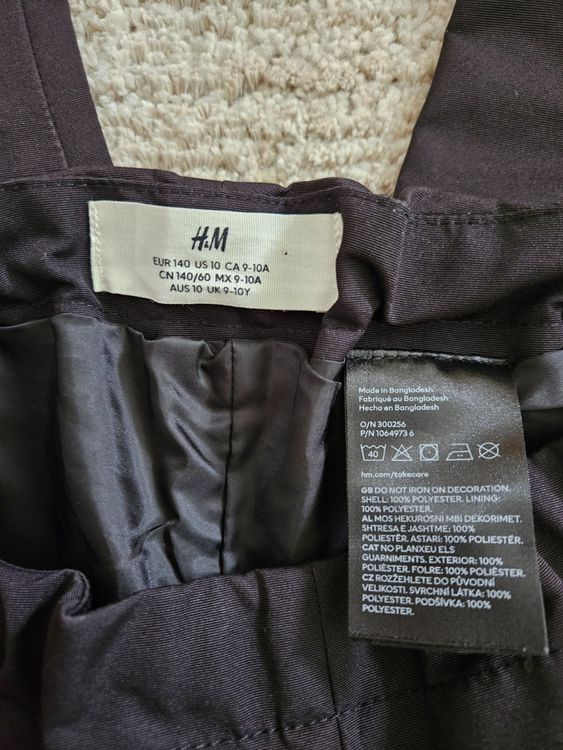 H&M
EUR 140 US 10 CA 9-10A
CN 140/60 MX 9-10A
AUS 10 UK 9-10Y
Made in Bangladesh
Fabriqué au Bangladesh
Hecho en Bangladesh
O/N 300256
P/N 1064973 6
40
hm.com/takecare
GB DO NOT IRON ON DECORATION.
SHELL: 100% POLYESTER. LINING:
100% POLYESTER.
AL MOS HEKUROSNI MBI DEKORIMET.
SHTRESA E JASHTME: 100%
POLIESTËR. ASTARI: 100% POLIESTËR.
CAT NO PLANXEU ELS
GUARNIMENTS. EXTERIOR: 100%
POLIÈSTER. FOLRE: 100% POLIÈSTER.
CZ ROZŽEHLETE DO PŮVODNÍ
VELIKOSTI. SVRCHNÍ LÁTKA: 100%
POLYESTER. PODŠÍVKA: 100%
POLYESTER.